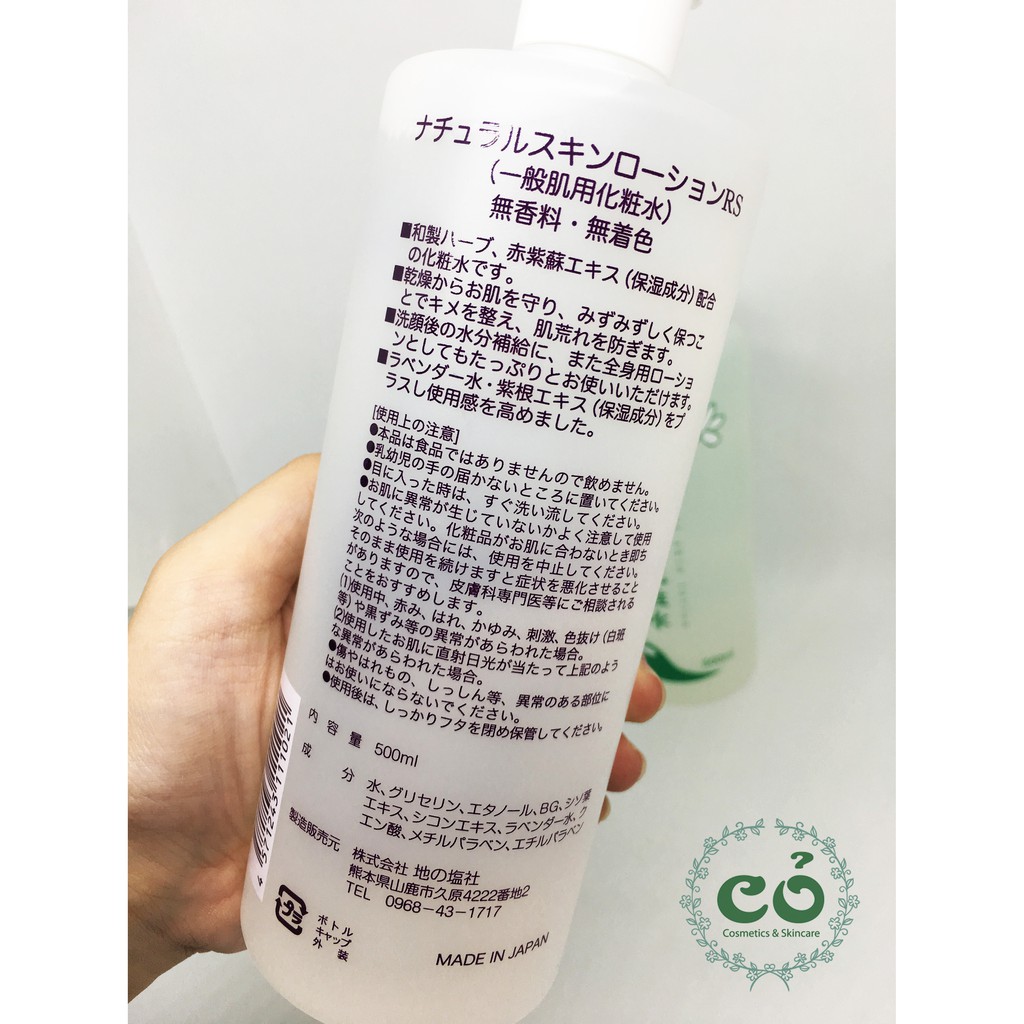 ナチュラルスキンローションRS
(一般肌用化粧水)
無香料・無着色
■和製ハーブ、赤紫蘇エキス(保湿成分)配合
の化粧水です。
■乾燥からお肌を守り、みずみずしく保つこ
とでキメを整え、肌荒れを防ぎます。
■洗顔後の水分補給に、また全身用ローショ
ンとしてもたっぷりとお使いいただけます。
■ラベンダー水・紫根エキス(保湿成分)をプ
ラスし使用感を高めました。
[使用上の注意]
●本品は食品ではありませんので飲めません。
●乳幼児の手の届かないところに置いてください。
●目に入った時は、すぐ洗い流してください。
●お肌に異常が生じていないかよく注意して使用
してください。化粧品がお肌に合わないとき即ち
次のような場合には、使用を中止してください。
そのまま使用を続けますと症状を悪化させること
がありますので、皮膚科専門医等にご相談される
ことをおすすめします。
(1)使用中、赤み、はれ、かゆみ、刺激、色抜け(白斑
等)や黒ずみ等の異常があらわれた場合。
(2)使用したお肌に直射日光が当たって上記のよう
な異常があらわれた場合。
●傷やはれもの、しっしん等、異常のある部位に
はお使いにならないでください。
●使用後は、しっかりフタを閉め保管してください。
内容量 500ml
成分 水、グリセリン、エタノール、BG、シソ葉
エキス、シコンエキス、ラベンダー水、ク
エン酸、メチルパラベン、エチルパラベン
製造販売元 株式会社 地の塩社
熊本県山鹿市久原4222番地2
TEL 0968-43-1717
プラ
ボトル
キャップ
外装
MADE IN JAPAN
CỎ
Cosmetics & Skincare